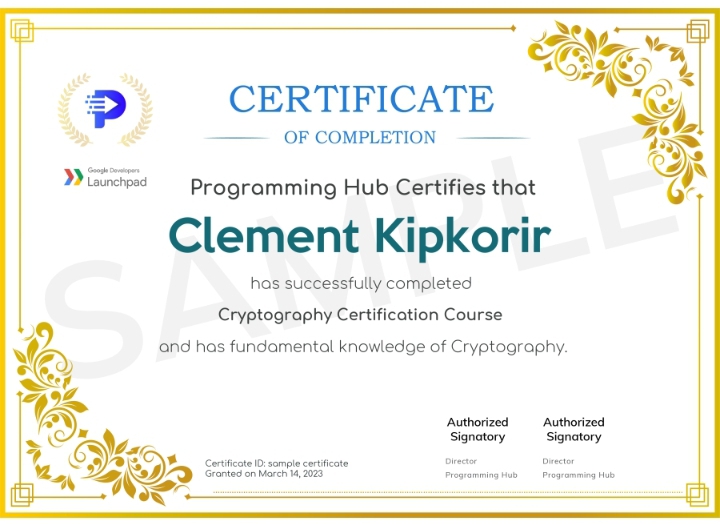 CERTIFICATE
OF COMPLETION
Google Developers
Launchpad
Programming Hub Certifies that
Clement Kipkorir
has successfully completed
Cryptography Certification Course
and has fundamental knowledge of Cryptography.
SAMPLE
Authorized Signatory
Authorized Signatory
Director
Programming Hub
Director
Programming Hub
Certificate ID: sample certificate
Granted on March 14, 2023